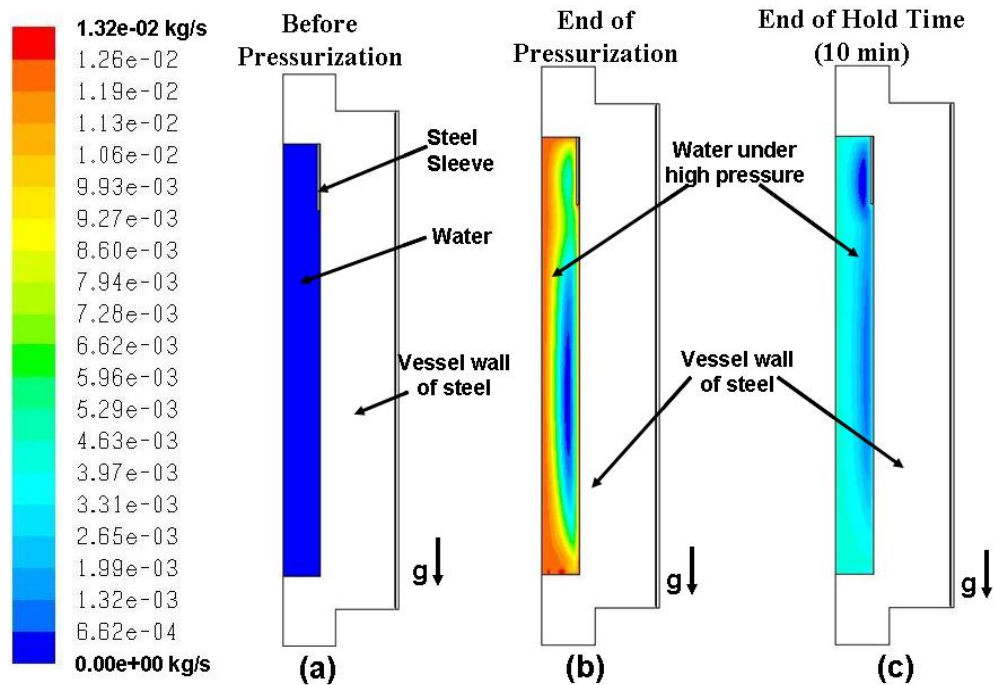 1.32e-02 kg/s
1.26e-02
1.19e-02
1.13e-02
1.06e-02
9.93e-03
9.27e-03
8.60e-03
7.94e-03
7.28e-03
6.62e-03
5.96e-03
5.29e-03
4.63e-03
3.97e-03
3.31e-03
2.65e-03
1.99e-03
1.32e-03
6.62e-04
0.00e+00 kg/s
Before
Pressurization
Steel
Sleeve
Water
Vessel wall
of steel
g
(a)
End of
Pressurization
Water under
high pressure
Vessel wall
of steel
g
(b)
End of Hold Time
(10 min)
g
(c)